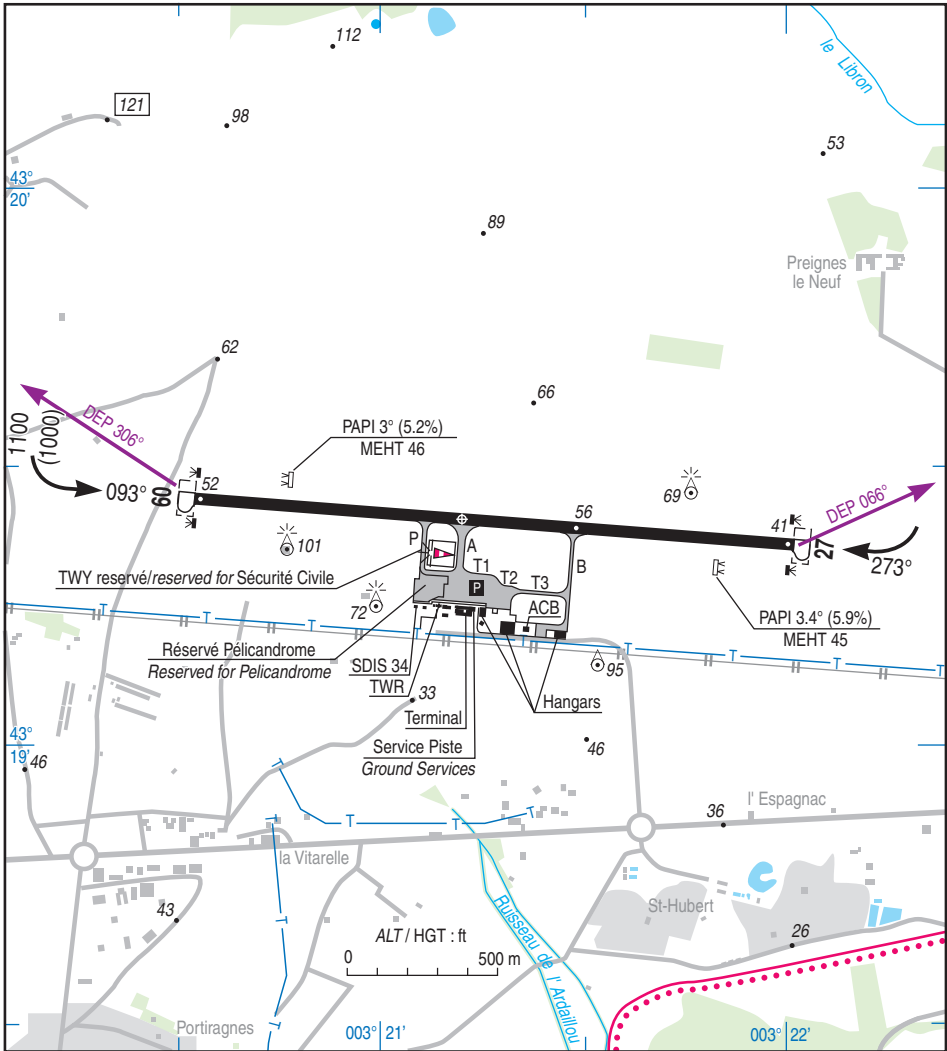 112
le Libron
121
98
53
43°
20'
89
Preignes
le Neuf
62
66
DEP 306°
1100
(1000)
PAPI 3° (5.2%)
MEHT 46
093°
09
52
69
DEP 066°
56
41
27
273°
101
P
A
B
T1
T2
T3
P
ACB
TWY reservé/reserved for Sécurité Civile
72
T
T
T
T
T
T
T
PAPI 3.4° (5.9%)
MEHT 45
Réservé Pélicandrome
Reserved for Pelicandrome
SDIS 34
TWR
95
33
Hangars
Terminal
43°
19'
Service Piste
Ground Services
46
46
T
T
T
T
T
l' Espagnac
36
la Vitarelle
St-Hubert
43
Ruisseau de l' Ardaillou
26
ALT / HGT : ft
0 500 m
T
T
Portiragnes
003° 21'
003° 22'